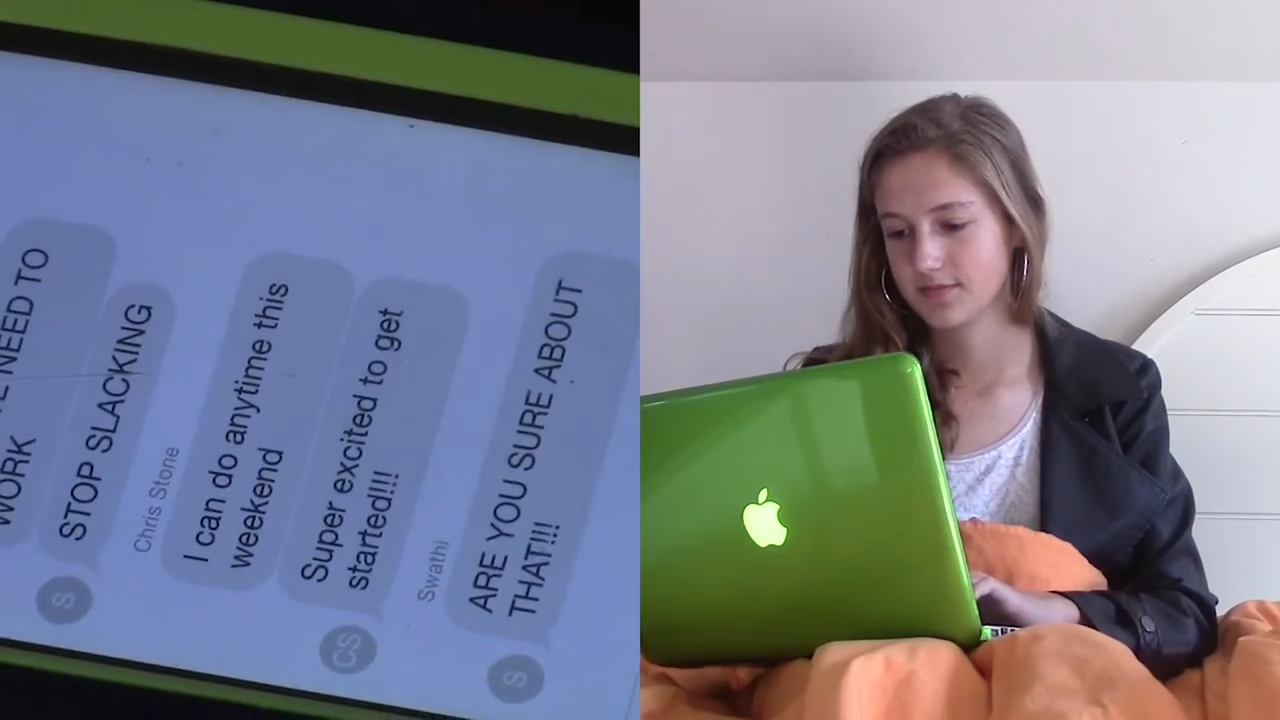 NEED TO
WORK
STOP SLACKING
S
Chris Stone
I can do anytime this
weekend
Super excited to get
started!!!
CS
Swathi
ARE YOU SURE ABOUT
THAT!!!
S